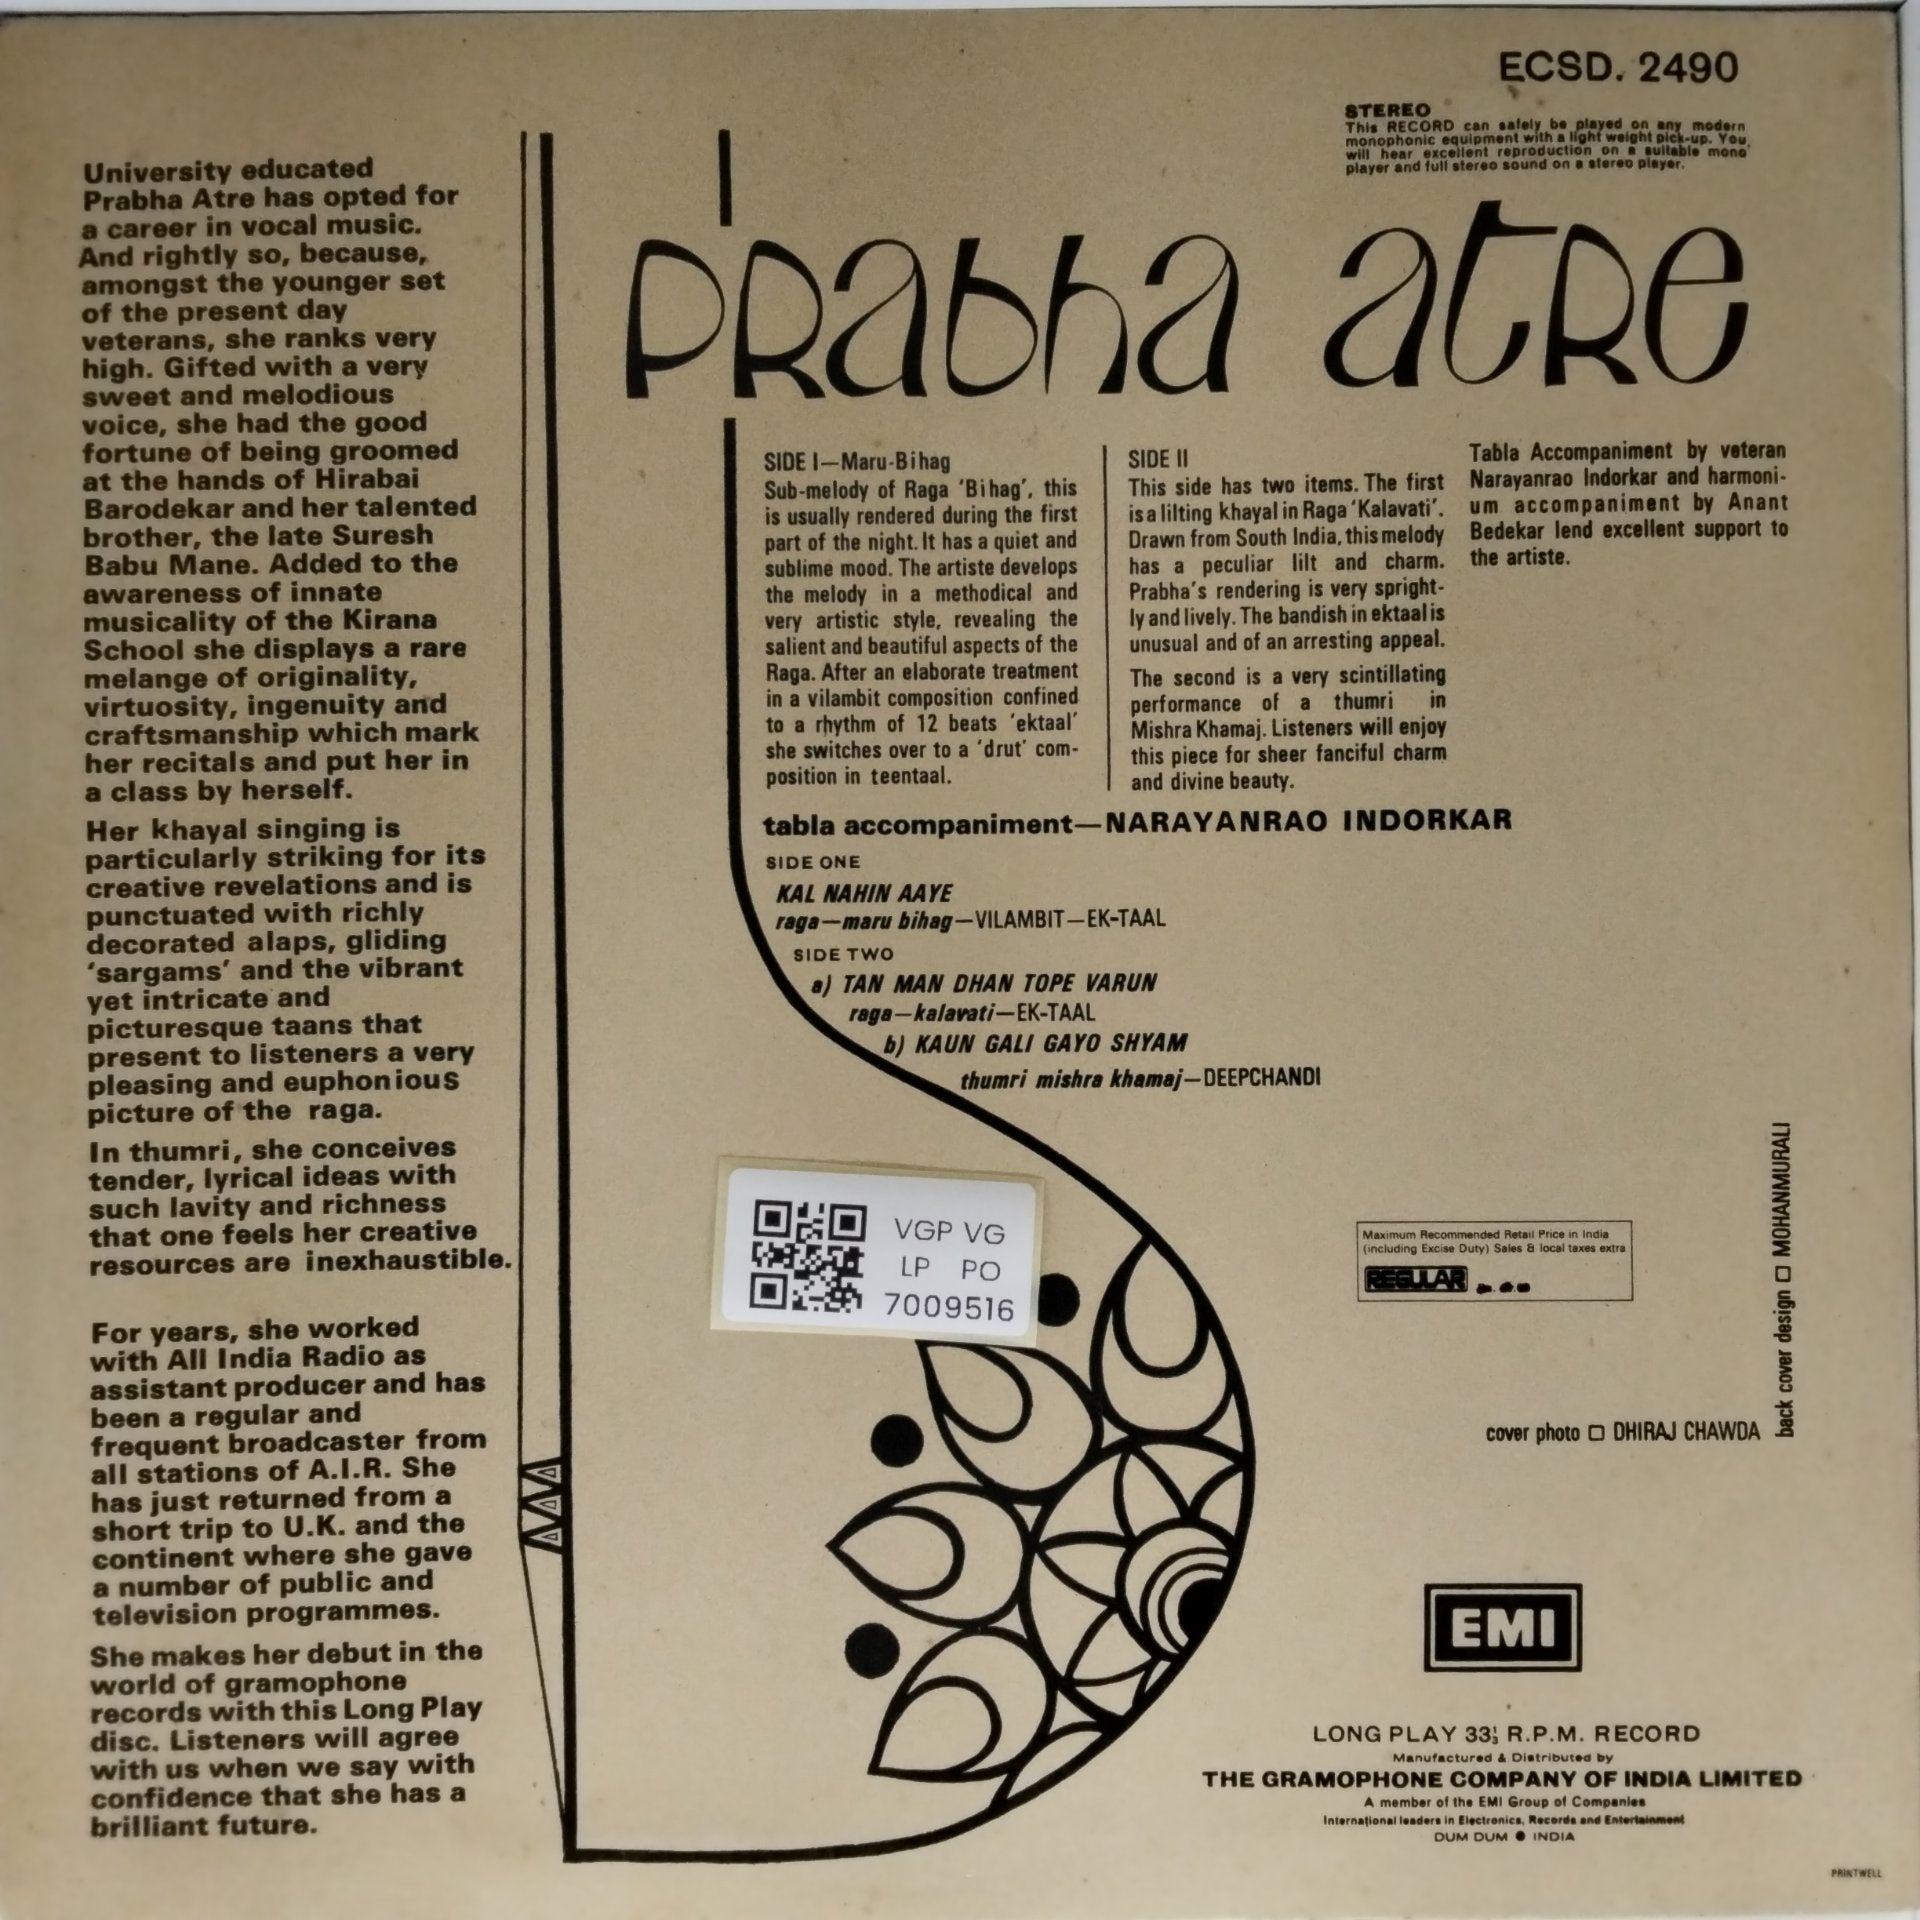 ECSD. 2490
STEREO
This RECORD can safely be played on any modern
monophonic equipment with a light weight pick-up. You
will hear excellent reproduction on a suitable mono
player and full stereo sound on a stereo player.
PRabha atRe
University educated
Prabha Atre has opted for
a career in vocal music.
And rightly so, because,
amongst the younger set
of the present day
veterans, she ranks very
high. Gifted with a very
sweet and melodious
voice, she had the good
fortune of being groomed
at the hands of Hirabai
Barodekar and her talented
brother, the late Suresh
Babu Mane. Added to the
awareness of innate
musicality of the Kirana
School she displays a rare
melange of originality,
virtuosity, ingenuity and
craftsmanship which mark
her recitals and put her in
a class by herself.
Her khayal singing is
particularly striking for its
creative revelations and is
punctuated with richly
decorated alaps, gliding
‘sargams’ and the vibrant
yet intricate and
picturesque taans that
present to listeners a very
pleasing and euphonious
picture of the raga.
In thumri, she conceives
tender, lyrical ideas with
such lavity and richness
that one feels her creative
resources are inexhaustible.
For years, she worked
with All India Radio as
assistant producer and has
been a regular and
frequent broadcaster from
all stations of A.I.R. She
has just returned from a
short trip to U.K. and the
continent where she gave
a number of public and
television programmes.
She makes her debut in the
world of gramophone
records with this Long Play
disc. Listeners will agree
with us when we say with
confidence that she has a
brilliant future.
SIDE I—Maru-Bihag
Sub-melody of Raga ‘Bihag’, this
is usually rendered during the first
part of the night. It has a quiet and
sublime mood. The artiste develops
the melody in a methodical and
very artistic style, revealing the
salient and beautiful aspects of the
Raga. After an elaborate treatment
in a vilambit composition confined
to a rhythm of 12 beats ‘ektaal’
she switches over to a ‘drut’ com-
position in teentaal.
SIDE II
This side has two items. The first
is a lilting khayal in Raga ‘Kalavati’.
Drawn from South India, this melody
has a peculiar lilt and charm.
Prabha’s rendering is very spright-
ly and lively. The bandish in ektaal is
unusual and of an arresting appeal.
The second is a very scintillating
performance of a thumri in
Mishra Khamaj. Listeners will enjoy
this piece for sheer fanciful charm
and divine beauty.
Tabla Accompaniment by veteran
Narayanrao Indorkar and harmoni-
um accompaniment by Anant
Bedekar lend excellent support to
the artiste.
tabla accompaniment—NARAYANRAO INDORKAR
SIDE ONE
KAL NAHIN AAYE
raga—maru bihag—VILAMBIT—EK-TAAL
SIDE TWO
a) TAN MAN DHAN TOPE VARUN
raga—kalavati—EK-TAAL
b) KAUN GALI GAYO SHYAM
thumri mishra khamaj—DEEPCHANDI
VGP VG
LP PO
7009516
Maximum Recommended Retail Price in India
(including Excise Duty) Sales & local taxes extra
REGULAR
back cover design □ MOHANMURALI
cover photo □ DHIRAJ CHAWDA
EMI
LONG PLAY 33⅓ R.P.M. RECORD
Manufactured & Distributed by
THE GRAMOPHONE COMPANY OF INDIA LIMITED
A member of the EMI Group of Companies
International leaders in Electronics, Records and Entertainment
DUM DUM ● INDIA
PRINTWELL